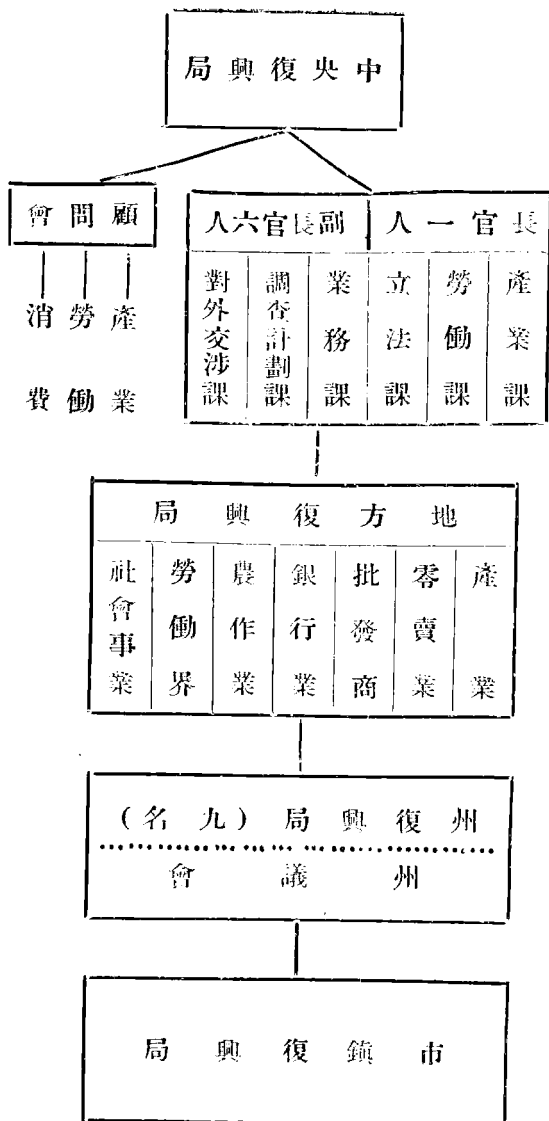 中央復興局
長官一人
副長官六人
產業課
勞働課
立法課
業務課
調查計劃課
對外交涉課
顧問會
產業
勞働
消費
地方復興局
產業
零賣業
批發商
銀行業
農作業
勞働界
社會事業
州復興局（九名）
州議會
市鎮復興局